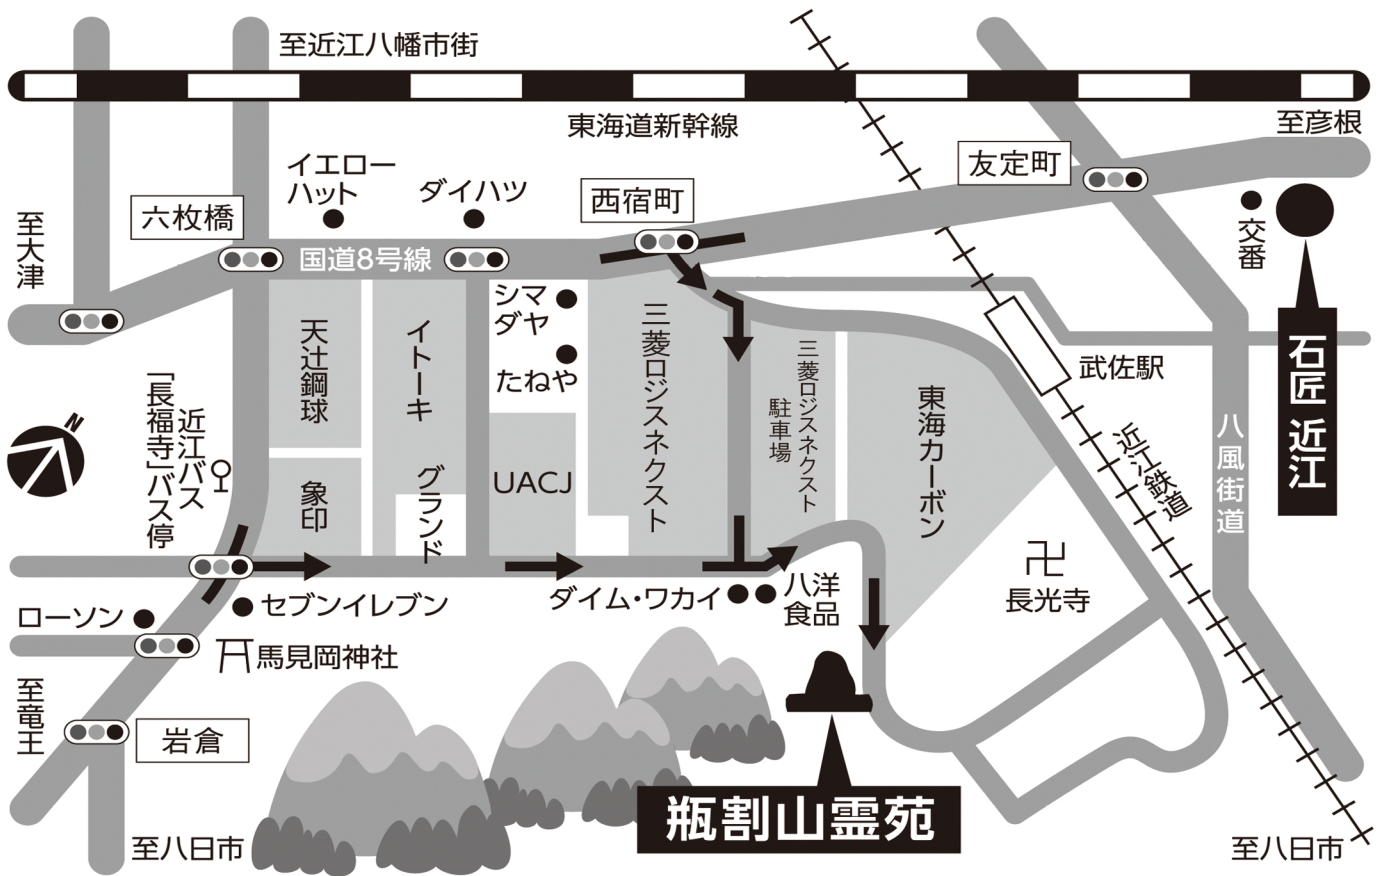 至近江八幡市街
東海道新幹線
至彦根
友定町
イエロー
ハット
ダイハツ
西宿町
六枚橋
至大津
国道8号線
交番
シマ
ダヤ
たねや
天辻鋼球
イトーキ
三菱ロジスネクスト
三菱ロジスネクスト
駐車場
東海カーボン
武佐駅
石匠 近江
八風街道
近江鉄道
近江バス
「長福寺」バス停
N
象印
グランド
UACJ
卍
長光寺
ローソン
セブンイレブン
ダイム・ワカイ
八洋
食品
馬見岡神社
至竜王
岩倉
瓶割山霊苑
至八日市
至八日市